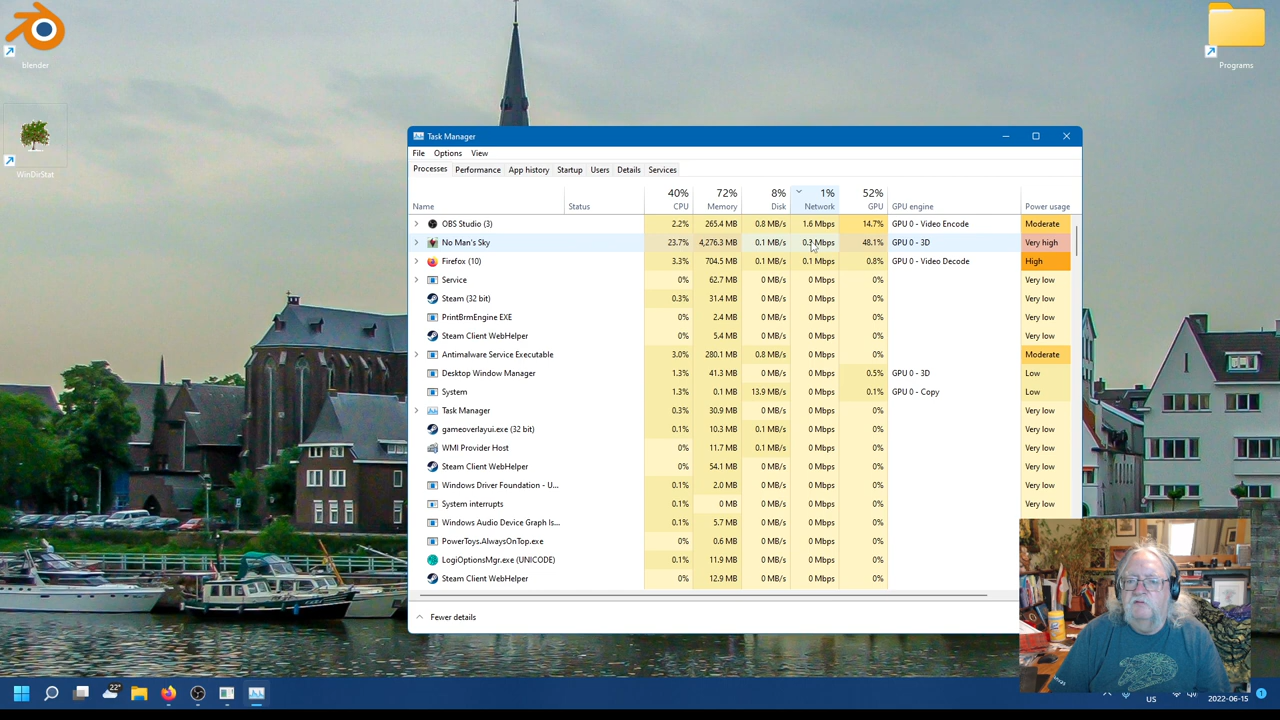 blender
WinDirStat
Programs
Task Manager
File Options View
Processes Performance App history Startup Users Details Services
40% 72% 8% 1% 52%
Name Status CPU Memory Disk Network GPU GPU engine Power usage
OBS Studio (3) 2.2% 265.4 MB 0.8 MB/s 1.6 Mbps 14.7% GPU 0 - Video Encode Moderate
No Man's Sky 23.7% 4,276.3 MB 0.1 MB/s Mbps 48.1% GPU 0 - 3D Very high
Firefox (10) 3.3% 704.5 MB 0.1 MB/s 0.1 Mbps 0.8% GPU 0 - Video Decode High
Service 0% 62.7 MB 0 MB/s 0 Mbps 0% Very low
Steam (32 bit) 0.3% 31.4 MB 0 MB/s 0 Mbps 0% Very low
PrintBrmEngine EXE 0% 2.4 MB 0 MB/s 0 Mbps 0% Very low
Steam Client WebHelper 0% 5.4 MB 0 MB/s 0 Mbps 0% Very low
Antimalware Service Executable 3.0% 280.1 MB 0.8 MB/s 0 Mbps 0% Moderate
Desktop Window Manager 1.3% 41.3 MB 0 MB/s 0 Mbps 0.5% GPU 0 - 3D Low
System 1.3% 0.1 MB 13.9 MB/s 0 Mbps 0.1% GPU 0 - Copy Low
Task Manager 0.3% 30.9 MB 0 MB/s 0 Mbps 0% Very low
gameoverlayui.exe (32 bit) 0.1% 10.3 MB 0.1 MB/s 0 Mbps 0% Very low
WMI Provider Host 0% 11.7 MB 0.1 MB/s 0 Mbps 0% Very low
Steam Client WebHelper 0% 54.1 MB 0 MB/s 0 Mbps 0% Very low
Windows Driver Foundation - U... 0.1% 2.0 MB 0 MB/s 0 Mbps 0% Very low
System interrupts 0.1% 0 MB 0 MB/s 0 Mbps 0% Very low
Windows Audio Device Graph Is... 0.1% 5.7 MB 0 MB/s 0 Mbps 0%
PowerToys.AlwaysOnTop.exe 0% 0.6 MB 0 MB/s 0 Mbps 0%
LogiOptionsMgr.exe (UNICODE) 0.1% 11.9 MB 0 MB/s 0 Mbps 0%
Steam Client WebHelper 0% 12.9 MB 0 MB/s 0 Mbps 0%
Fewer details
22°
US
2022-06-15
1